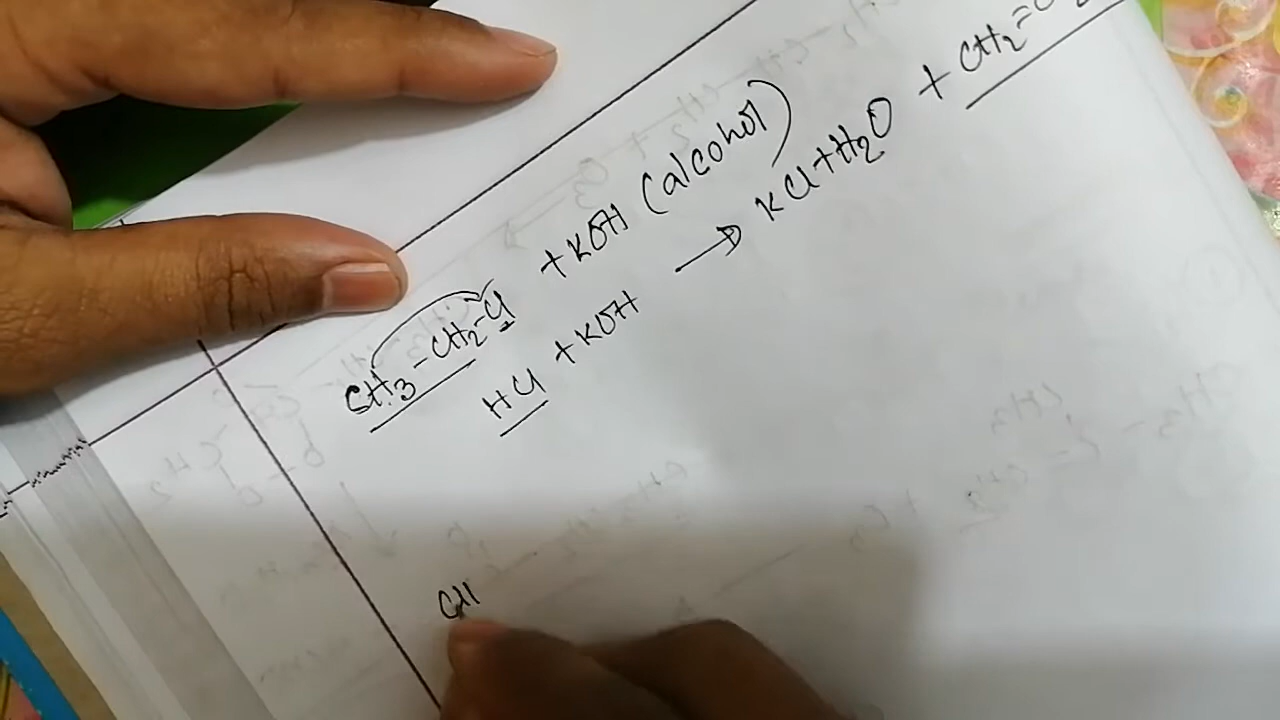 CH3-CH2-Cl + KOH (alcohol)
HCl + KOH → KCl + H2O + CH2=
CH